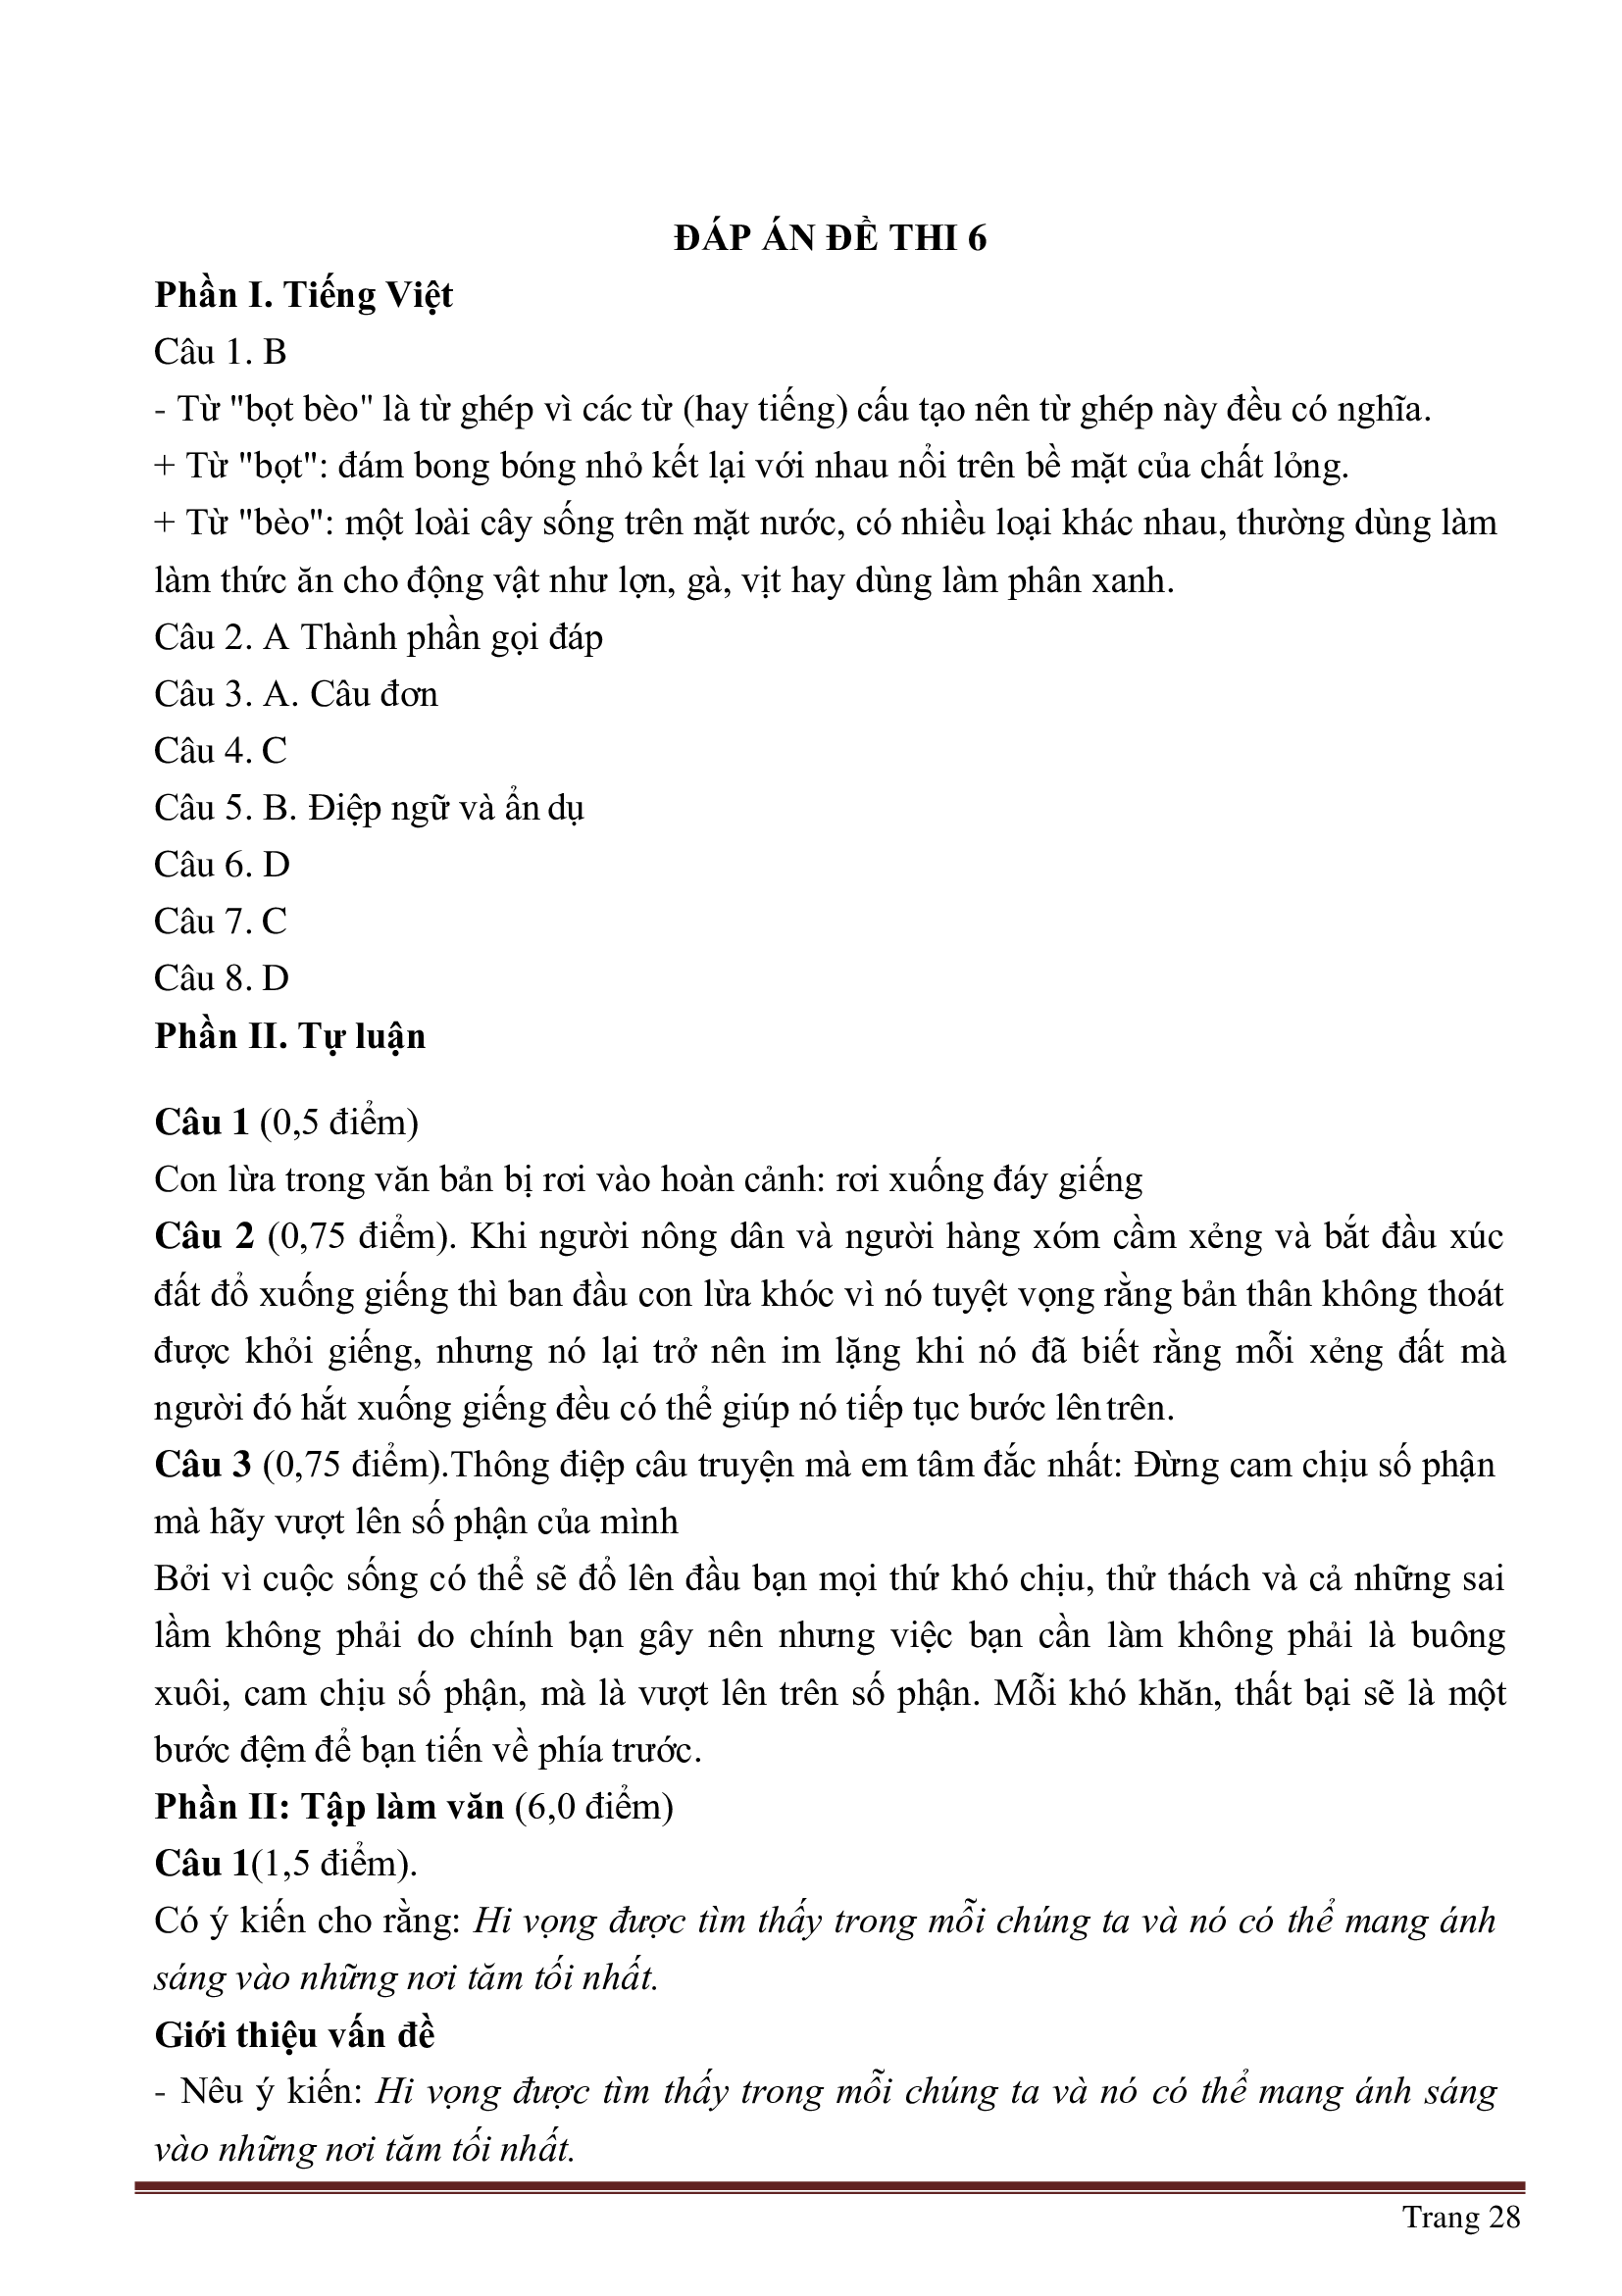 ĐÁP ÁN ĐỀ THI 6
Phần I. Tiếng Việt
Câu 1. B
- Từ "bọt bèo" là từ ghép vì các từ (hay tiếng) cấu tạo nên từ ghép này đều có nghĩa.
+ Từ "bọt": đám bong bóng nhỏ kết lại với nhau nổi trên bề mặt của chất lỏng.
+ Từ "bèo": một loài cây sống trên mặt nước, có nhiều loại khác nhau, thường dùng làm
làm thức ăn cho động vật như lợn, gà, vịt hay dùng làm phân xanh.
Câu 2. A Thành phần gọi đáp
Câu 3. A. Câu đơn
Câu 4. C
Câu 5. B. Điệp ngữ và ẩn dụ
Câu 6. D
Câu 7. C
Câu 8. D
Phần II. Tự luận
Câu 1 (0,5 điểm)
Con lừa trong văn bản bị rơi vào hoàn cảnh: rơi xuống đáy giếng
Câu 2 (0,75 điểm). Khi người nông dân và người hàng xóm cầm xẻng và bắt đầu xúc
đất đổ xuống giếng thì ban đầu con lừa khóc vì nó tuyệt vọng rằng bản thân không thoát
được khỏi giếng, nhưng nó lại trở nên im lặng khi nó đã biết rằng mỗi xẻng đất mà
người đó hắt xuống giếng đều có thể giúp nó tiếp tục bước lên trên.
Câu 3 (0,75 điểm).Thông điệp câu truyện mà em tâm đắc nhất: Đừng cam chịu số phận
mà hãy vượt lên số phận của mình
Bởi vì cuộc sống có thể sẽ đổ lên đầu bạn mọi thứ khó chịu, thử thách và cả những sai
lầm không phải do chính bạn gây nên nhưng việc bạn cần làm không phải là buông
xuôi, cam chịu số phận, mà là vượt lên trên số phận. Mỗi khó khăn, thất bại sẽ là một
bước đệm để bạn tiến về phía trước.
Phần II: Tập làm văn (6,0 điểm)
Câu 1(1,5 điểm).
Có ý kiến cho rằng: Hi vọng được tìm thấy trong mỗi chúng ta và nó có thể mang ánh
sáng vào những nơi tăm tối nhất.
Giới thiệu vấn đề
- Nêu ý kiến: Hi vọng được tìm thấy trong mỗi chúng ta và nó có thể mang ánh sáng
vào những nơi tăm tối nhất.
Trang 28